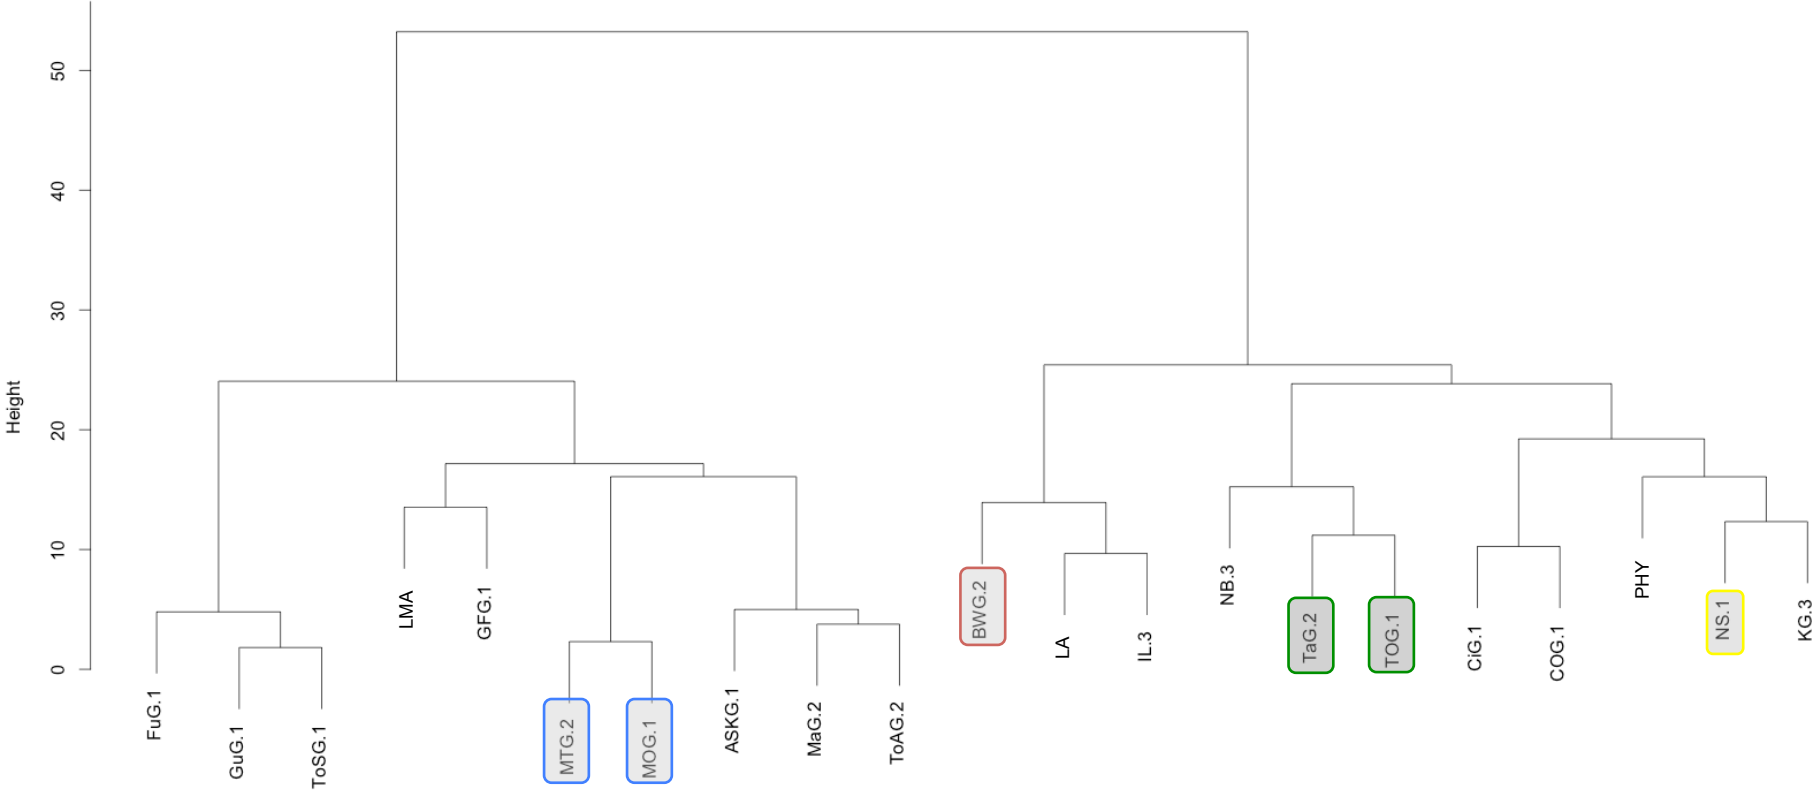 Height
50
40
30
20
10
0
FuG.1
GuG.1
ToSG.1
LMA
GFG.1
MTG.2
MOG.1
ASKG.1
MaG.2
ToAG.2
BWG.2
LA
IL.3
NB.3
TaG.2
TOG.1
CiG.1
COG.1
PHY
NS.1
KG.3